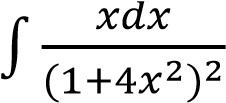 ∫ xdx / (1+4x²)²